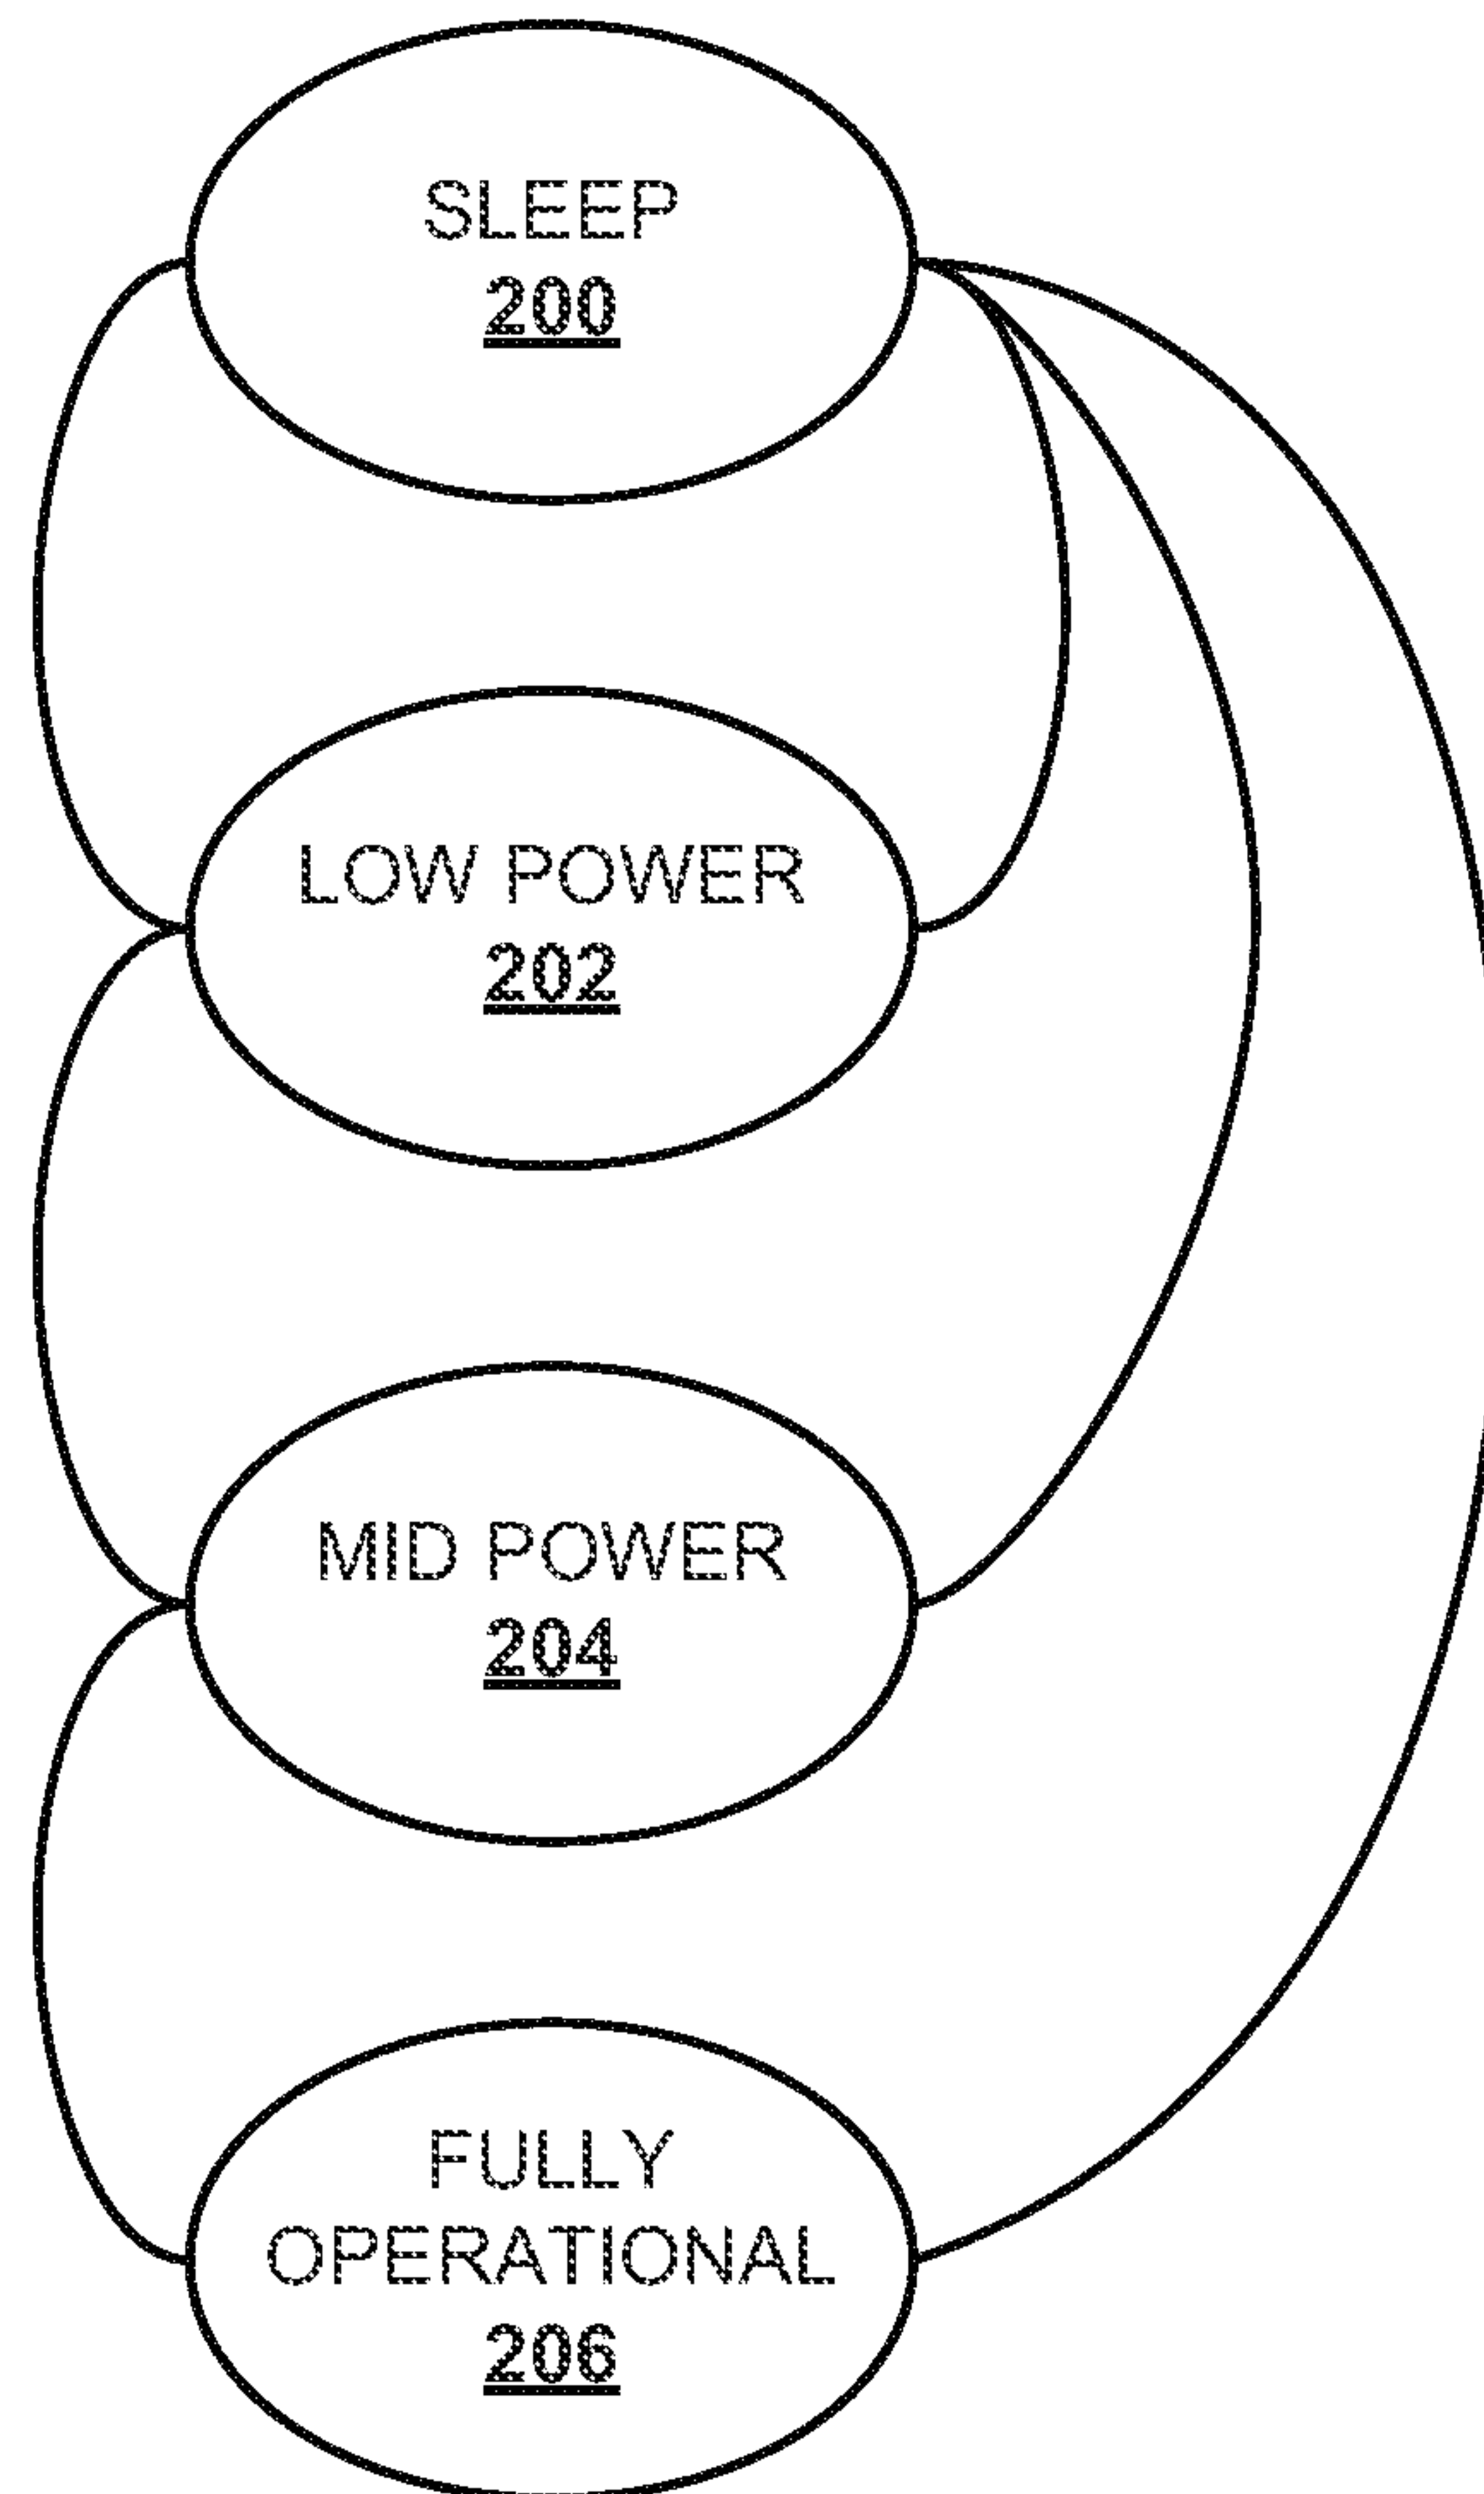 SLEEP
200
LOW POWER
202
MID POWER
204
FULLY
OPERATIONAL
206